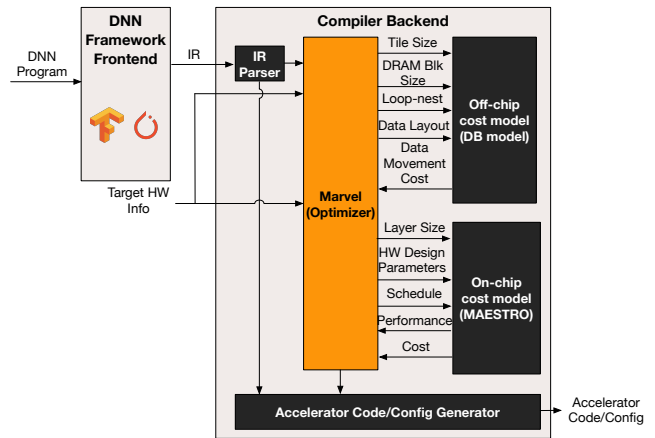 DNN
Framework
Frontend
Compiler Backend
DNN
Program
IR
IR
Parser
Target HW
Info
Marvel
(Optimizer)
Tile Size
DRAM Blk
Size
Loop-nest
Data Layout
Data
Movement
Cost
Off-chip
cost model
(DB model)
Layer Size
HW Design
Parameters
Schedule
Performance
Cost
On-chip
cost model
(MAESTRO)
Accelerator Code/Config Generator
Accelerator
Code/Config